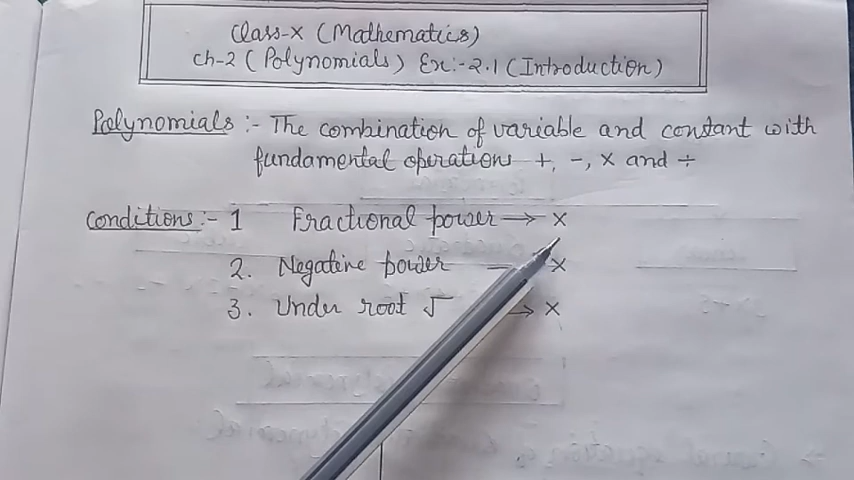 Class-X (Mathematics)
Ch-2 (Polynomials) Ex:-2.1 (Introduction)
Polynomials :- The combination of variable and constant with
fundamental operations +, -, × and ÷
Conditions :- 1 Fractional power → ×
2. Negative power → ×
3. Under root √ → ×